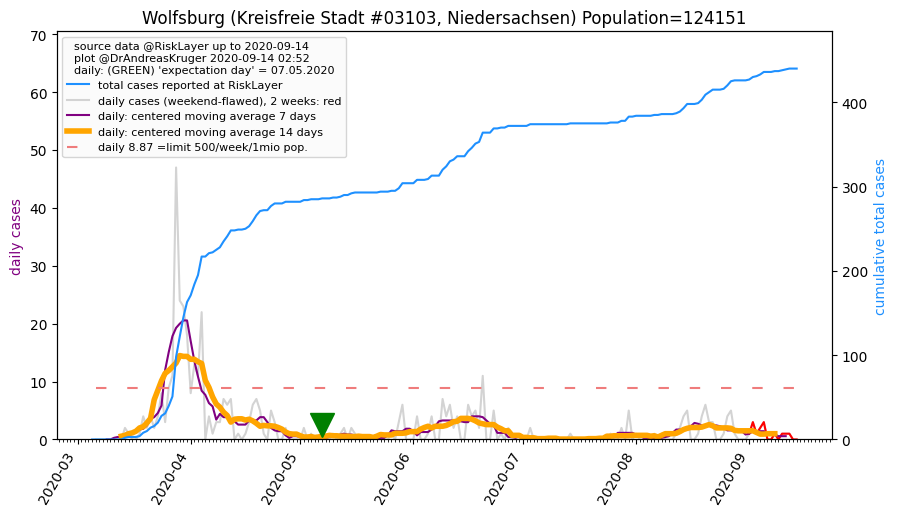 Wolfsburg (Kreisfreie Stadt #03103, Niedersachsen) Population=124151
source data @RiskLayer up to 2020-09-14
plot @DrAndreasKruger 2020-09-14 02:52
daily: (GREEN) 'expectation day' = 07.05.2020
total cases reported at RiskLayer
daily cases (weekend-flawed), 2 weeks: red
daily: centered moving average 7 days
daily: centered moving average 14 days
daily 8.87 =limit 500/week/1mio pop.
daily cases
70
60
50
40
30
20
10
0
cumulative total cases
400
300
200
100
0
2020-03
2020-04
2020-05
2020-06
2020-07
2020-08
2020-09